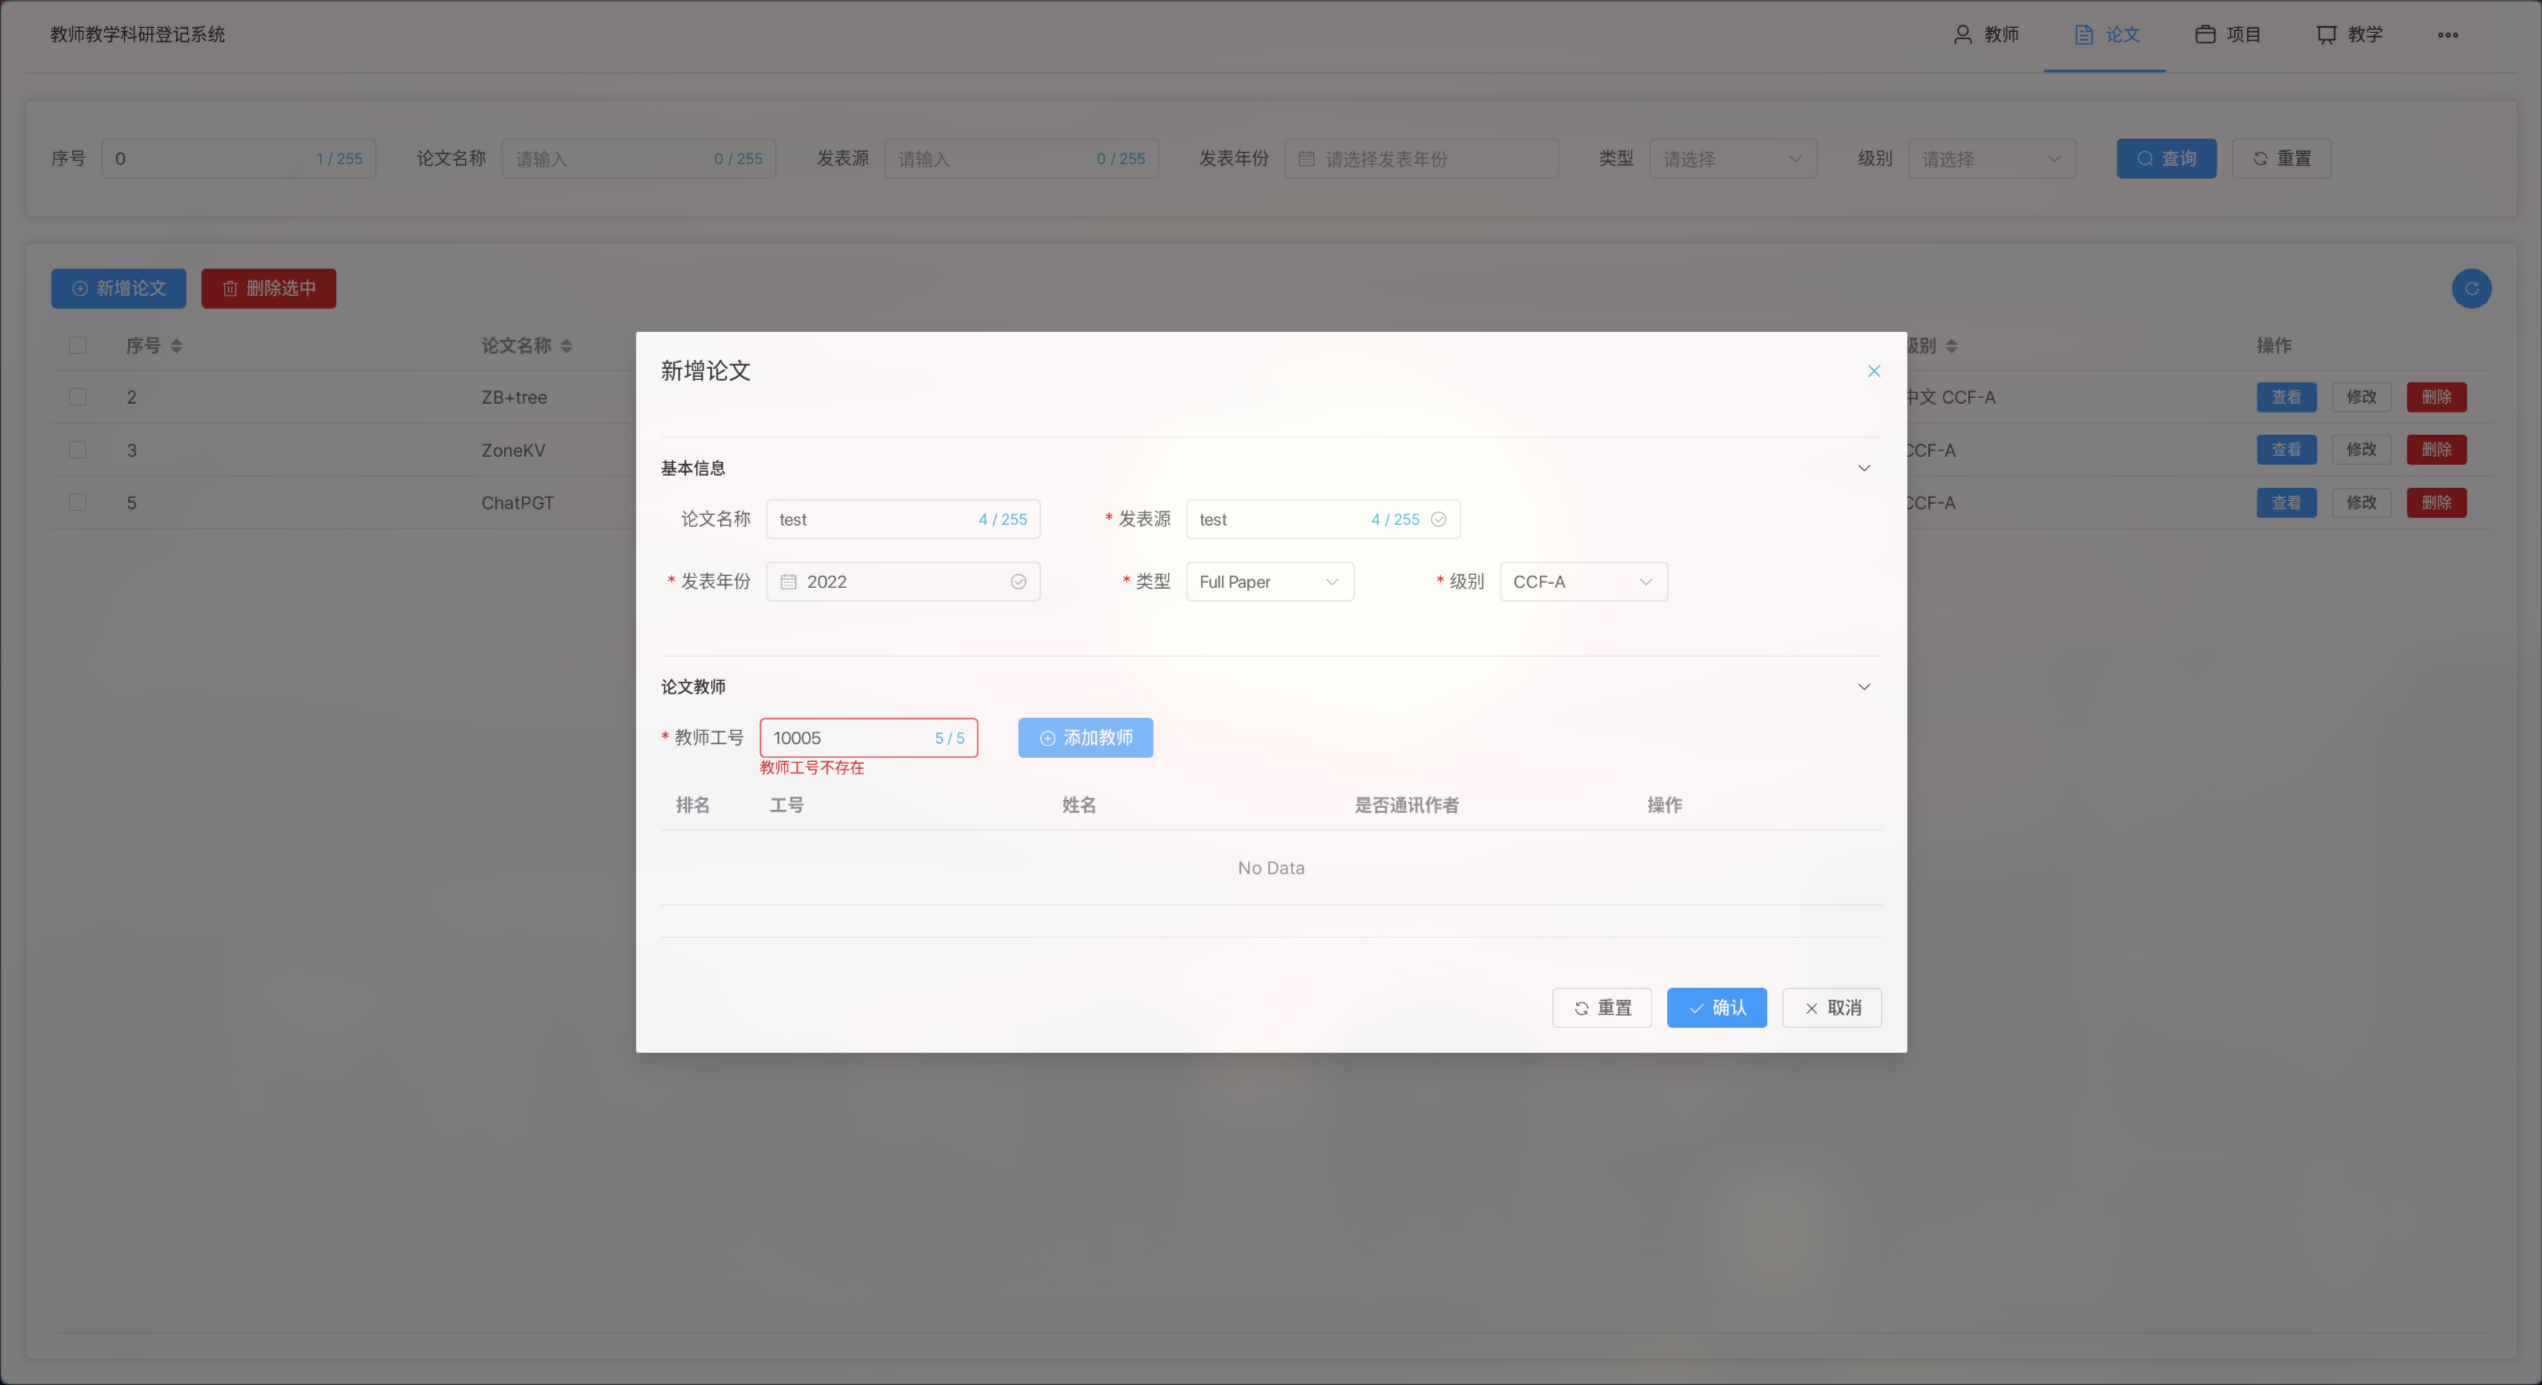 教师教学科研登记系统 教师 论文 项目 教学
序号 0 1 / 255 论文名称 请输入 0 / 255 发表源 请输入 0 / 255 发表年份 请选择发表年份 类型 请选择 级别 请选择 查询 重置
新增论文 删除选中
序号 论文名称 级别 操作
2 ZB+tree 中文 CCF-A 查看 修改 删除
3 ZoneKV CCF-A 查看 修改 删除
5 ChatPGT CCF-A 查看 修改 删除
新增论文
基本信息
论文名称 test 4 / 255 * 发表源 test 4 / 255
* 发表年份 2022 * 类型 Full Paper * 级别 CCF-A
论文教师
* 教师工号 10005 5 / 5 添加教师
教师工号不存在
排名 工号 姓名 是否通讯作者 操作
No Data
重置 确认 取消